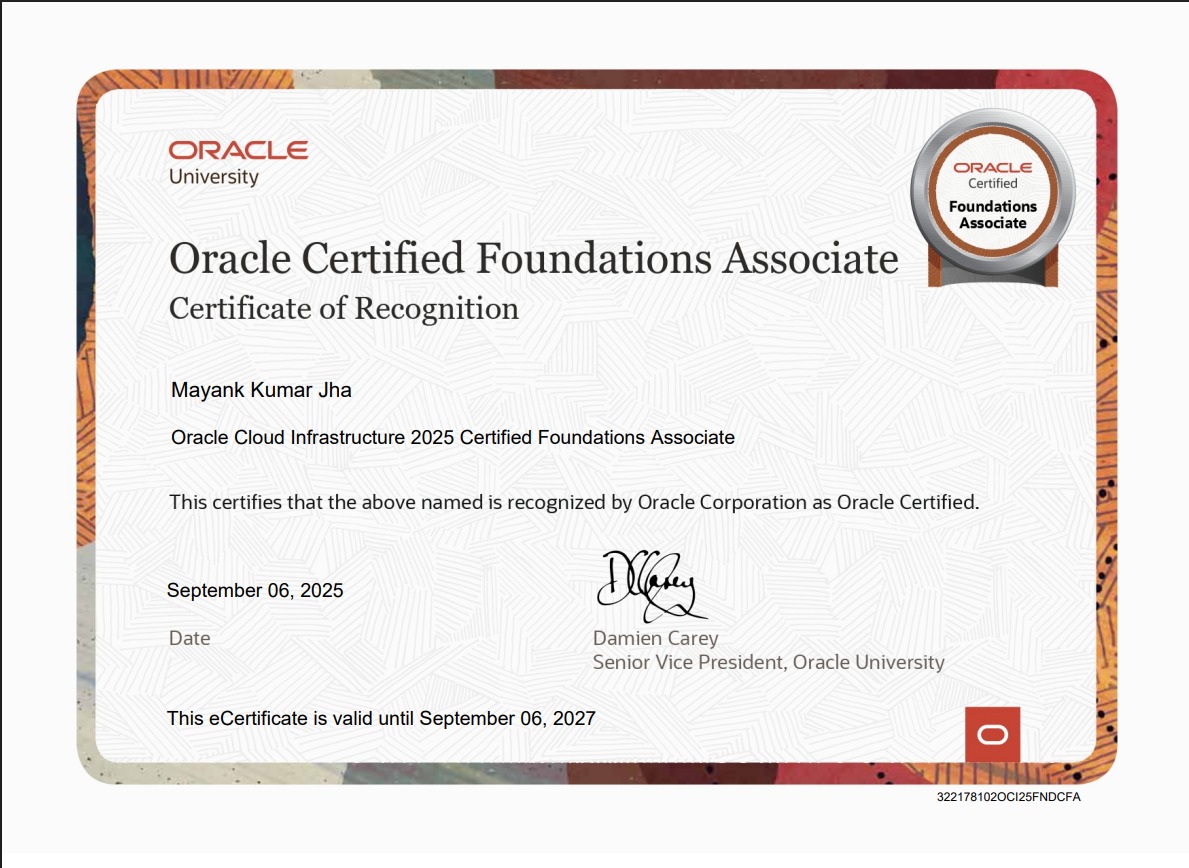 ORACLE
University
ORACLE
Certified
Foundations
Associate
Oracle Certified Foundations Associate
Certificate of Recognition
Mayank Kumar Jha
Oracle Cloud Infrastructure 2025 Certified Foundations Associate
This certifies that the above named is recognized by Oracle Corporation as Oracle Certified.
September 06, 2025
DCarey
Date
Damien Carey
Senior Vice President, Oracle University
This eCertificate is valid until September 06, 2027
322178102OCI25FNDCFA